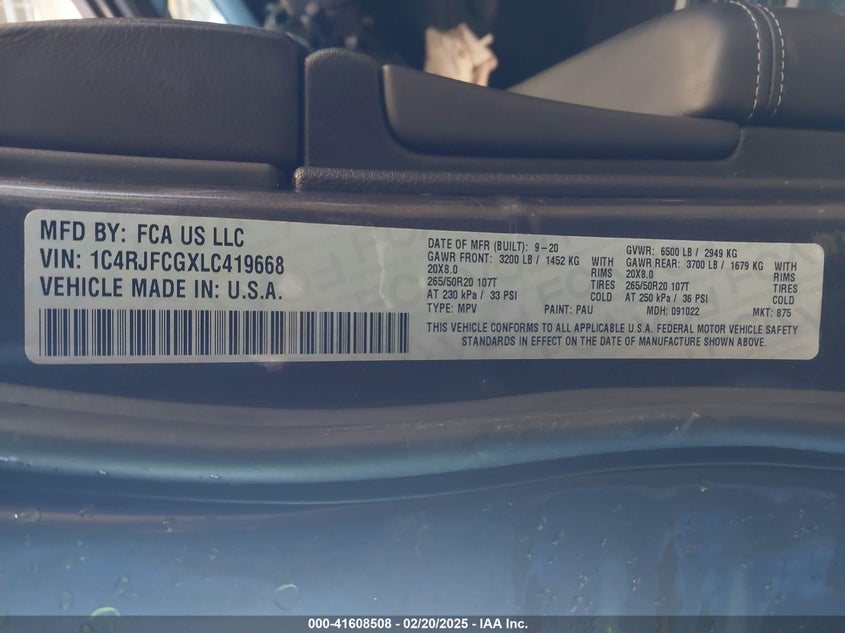 MFD BY: FCA US LLC
VIN: 1C4RJFCGXLC419668
VEHICLE MADE IN: U.S.A.
DATE OF MFR (BUILT): 9-20
GAWR FRONT: 3200 LB / 1452 KG
20X8.0 WITH RIMS
265/50R20 107T TIRES
AT 230 kPa / 33 PSI COLD
TYPE: MPV PAINT: PAU
GVWR: 6500 LB / 2949 KG
GAWR REAR: 3700 LB / 1679 KG
20X8.0 WITH RIMS
265/50R20 107T TIRES
AT 250 kPa / 36 PSI COLD
MDH: 091022 MKT: 875
THIS VEHICLE CONFORMS TO ALL APPLICABLE U.S.A. FEDERAL MOTOR VEHICLE SAFETY
STANDARDS IN EFFECT ON THE DATE OF MANUFACTURE SHOWN ABOVE.
000-41608508 - 02/20/2025 - IAA Inc.